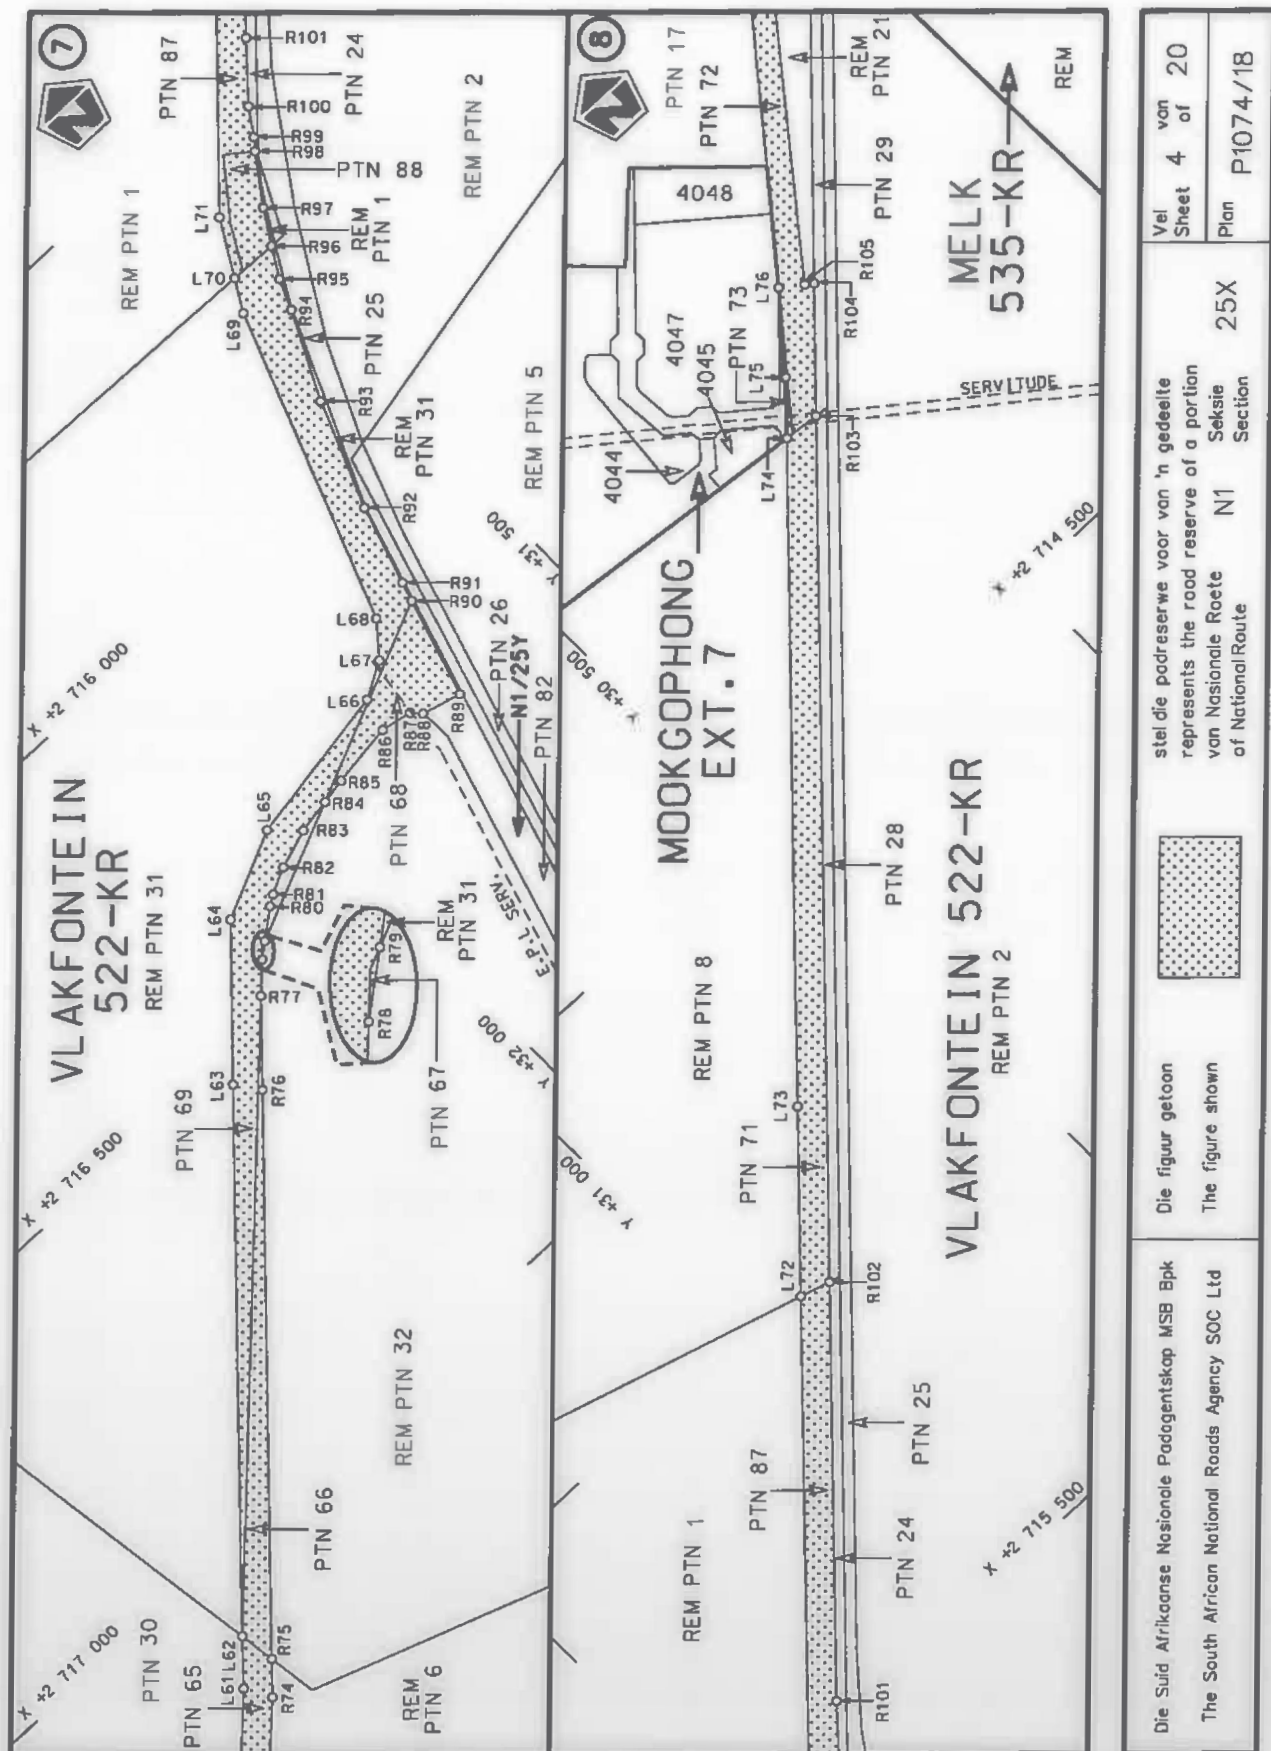 7
PTN 87
R101
PTN 24
R100
R99
R98
PTN 88
REM PTN 2
REM PTN 1
L71
R97
REM
PTN 1
R96
L70
R95
L69
R94
PTN 25
R93
REM
PTN 31
REM PTN 5
R92
Y +31 500
R91
R90
L68
PTN 26
L67
N1/25Y
L66
R89
R88
R87
R86
PTN 82
X +2 716 000
PTN 68
R85
R84
L65
R83
VLAKFONTEIN
522-KR
REM PTN 31
R82
R81
R80
L64
E.P.L SERV.
REM
PTN 31
R79
R78
R77
Y +32 000
L63
R76
PTN 67
PTN 69
X +2 716 500
REM PTN 32
PTN 66
L62
L61
R75
R74
PTN 30
PTN 65
REM
PTN 6
X +2 717 000
8
PTN 17
PTN 72
REM
PTN 21
REM
4048
PTN 29
MELK
535-KR
L76
R105
R104
PTN 73
4047
4045
L75
SERVITUDE
4044
L74
R103
MOOKGOPHONG
EXT.7
X +2 714 500
Y +30 500
PTN 28
REM PTN 8
VLAKFONTEIN 522-KR
REM PTN 2
L73
PTN 71
Y +31 000
L72
R102
PTN 25
PTN 87
REM PTN 1
PTN 24
X +2 715 500
R101
Die Suid Afrikaanse Nasionale Padagentskap MSB Bpk
The South African National Roads Agency SOC Ltd
Die figuur getoon
The figure shown
stel die padreserwe voor van 'n gedeelte
represents the road reserve of a portion
van Nasionale Roete N1 Seksie 25X
of National Route Section
Vel 4 van 20
Sheet of
Plan P1074/18